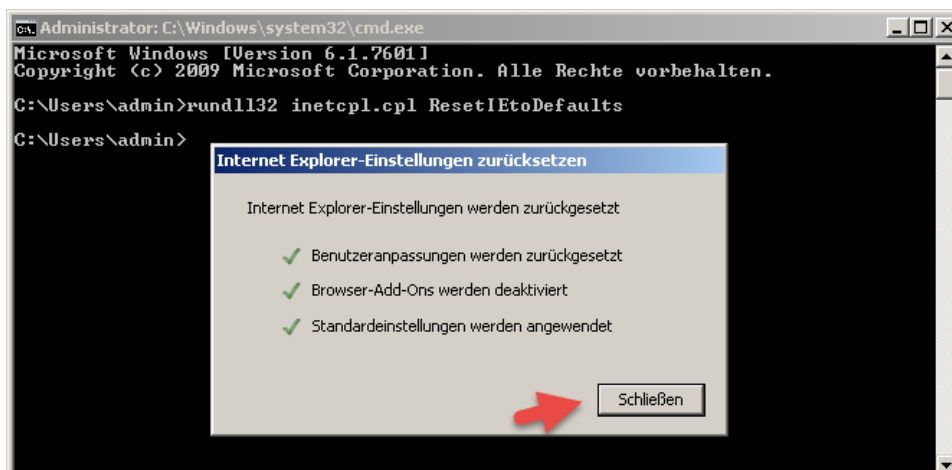 Administrator: C:\Windows\system32\cmd.exe
Microsoft Windows [Version 6.1.7601]
Copyright (c) 2009 Microsoft Corporation. Alle Rechte vorbehalten.
C:\Users\admin>rundll32 inetcpl.cpl ResetIEtoDefaults
C:\Users\admin>
Internet Explorer-Einstellungen zurücksetzen
Internet Explorer-Einstellungen werden zurückgesetzt
Benutzeranpassungen werden zurückgesetzt
Browser-Add-Ons werden deaktiviert
Standardeinstellungen werden angewendet
Schließen